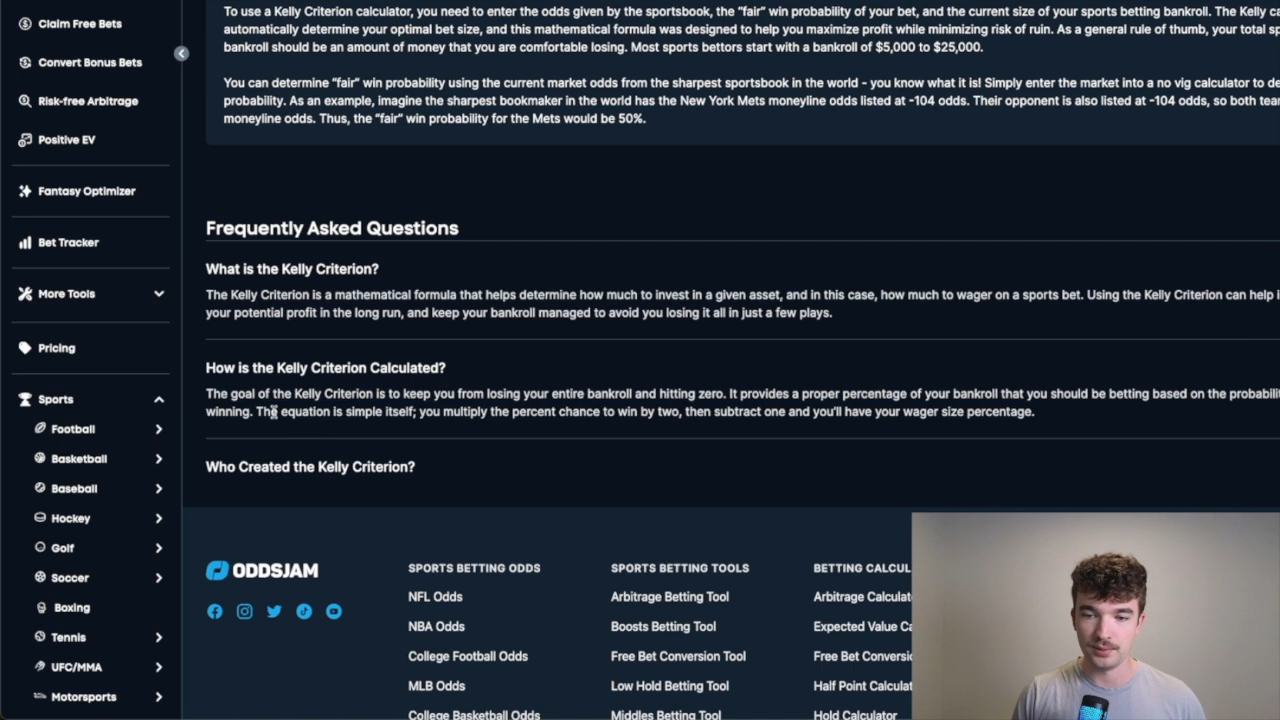 Claim Free Bets
Convert Bonus Bets
Risk-free Arbitrage
Positive EV
Fantasy Optimizer
Bet Tracker
More Tools
Pricing
Sports
Football
Basketball
Baseball
Hockey
Golf
Soccer
Boxing
Tennis
UFC/MMA
Motorsports
To use a Kelly Criterion calculator, you need to enter the odds given by the sportsbook, the “fair” win probability of your bet, and the current size of your sports betting bankroll. The Kelly
automatically determine your optimal bet size, and this mathematical formula was designed to help you maximize profit while minimizing risk of ruin. As a general rule of thumb, your total
bankroll should be an amount of money that you are comfortable losing. Most sports bettors start with a bankroll of $5,000 to $25,000.
You can determine “fair” win probability using the current market odds from the sharpest sportsbook in the world - you know what it is! Simply enter the market into a no vig calculator to
probability. As an example, imagine the sharpest bookmaker in the world has the New York Mets moneyline odds listed at -104 odds. Their opponent is also listed at -104 odds, so both
moneyline odds. Thus, the “fair” win probability for the Mets would be 50%.
Frequently Asked Questions
What is the Kelly Criterion?
The Kelly Criterion is a mathematical formula that helps determine how much to invest in a given asset, and in this case, how much to wager on a sports bet. Using the Kelly Criterion can help
your potential profit in the long run, and keep your bankroll managed to avoid you losing it all in just a few plays.
How is the Kelly Criterion Calculated?
The goal of the Kelly Criterion is to keep you from losing your entire bankroll and hitting zero. It provides a proper percentage of your bankroll that you should be betting based on the
winning. The equation is simple itself; you multiply the percent chance to win by two, then subtract one and you'll have your wager size percentage.
Who Created the Kelly Criterion?
ODDSJAM
SPORTS BETTING ODDS
NFL Odds
NBA Odds
College Football Odds
MLB Odds
College Basketball Odds
SPORTS BETTING TOOLS
Arbitrage Betting Tool
Boosts Betting Tool
Free Bet Conversion Tool
Low Hold Betting Tool
Middles Betting Tool
BETTING CALCUL
Arbitrage Calculat
Expected Value Ca
Free Bet Conversi
Half Point Calcula
Hold Calculator